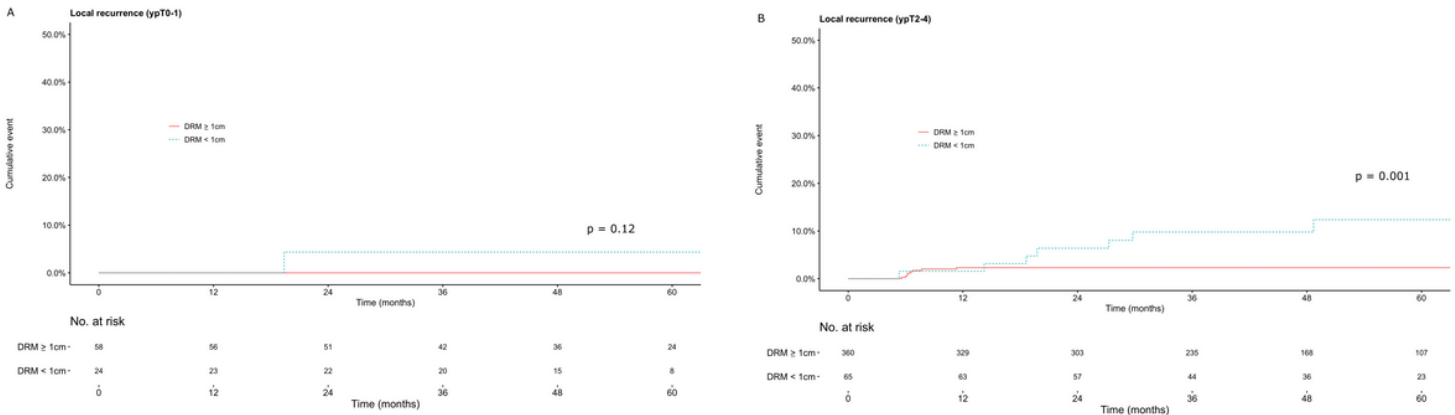 A
Local recurrence (ypT0-1)
50.0%
40.0%
30.0%
20.0%
10.0%
0.0%
Cumulative event
DRM ≥ 1cm
DRM < 1cm
p = 0.12
0 12 24 36 48 60
Time (months)
No. at risk
DRM ≥ 1cm 58 56 51 42 36 24
DRM < 1cm 24 23 22 20 15 8
0 12 24 36 48 60
Time (months)
B
Local recurrence (ypT2-4)
50.0%
40.0%
30.0%
20.0%
10.0%
0.0%
Cumulative event
DRM ≥ 1cm
DRM < 1cm
p = 0.001
0 12 24 36 48 60
Time (months)
No. at risk
DRM ≥ 1cm 360 329 303 235 168 107
DRM < 1cm 65 63 57 44 36 23
0 12 24 36 48 60
Time (months)